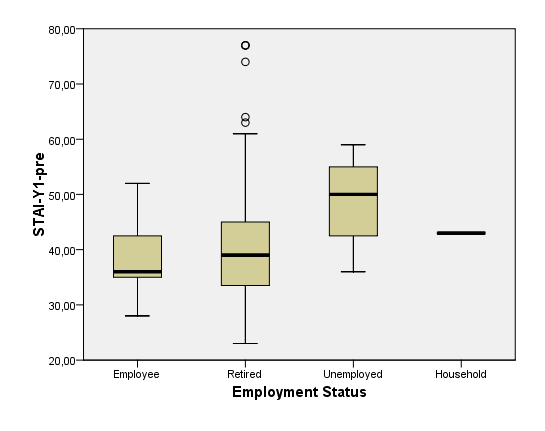 80,00
70,00
60,00
50,00
40,00
30,00
20,00
STAI-Y1-pre
Employee Retired Unemployed Household
Employment Status